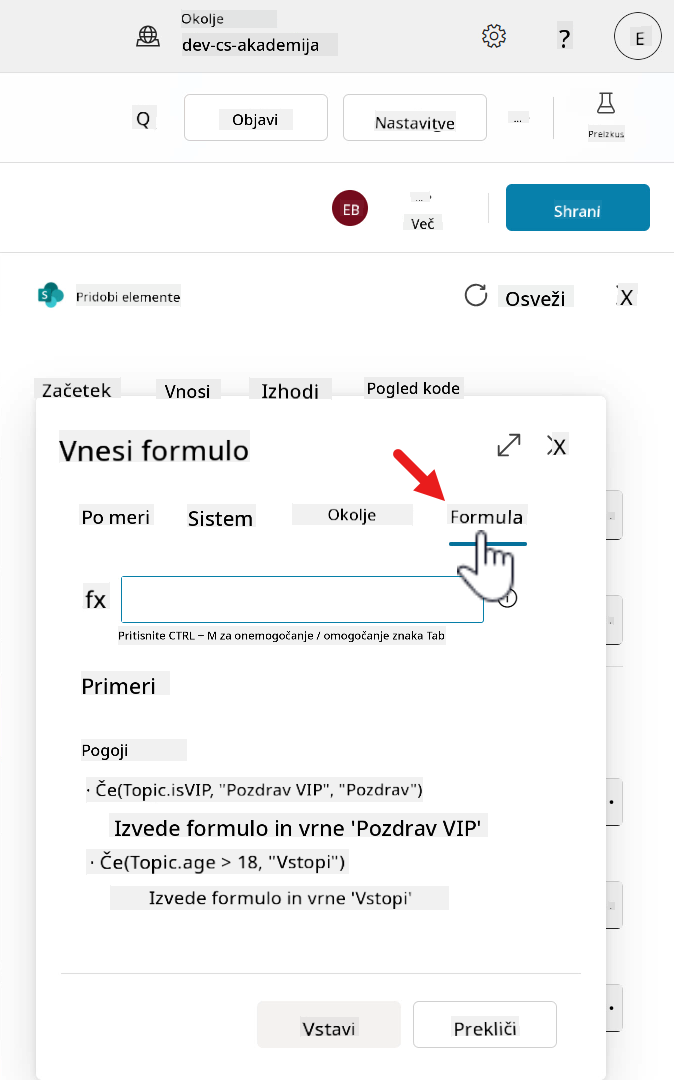 Okolje
dev-cs-akademija
?
E
Q
Objavi
Nastavitve
...
Preizkus
EB
...
Več
Shrani
S
Pridobi elemente
Osveži
X
Začetek
Vnosi
Izhodi
Pogled kode
Vnesi formulo
X
Po meri
Sistem
Okolje
Formula
fx
Pritisnite CTRL – M za onemogočanje / omogočanje znaka Tab
Primeri
Pogoji
· Če(Topic.isVIP, "Pozdrav VIP", "Pozdrav")
Izvede formulo in vrne 'Pozdrav VIP'
· Če(Topic.age > 18, "Vstopi")
Izvede formulo in vrne 'Vstopi'
Vstavi
Prekliči